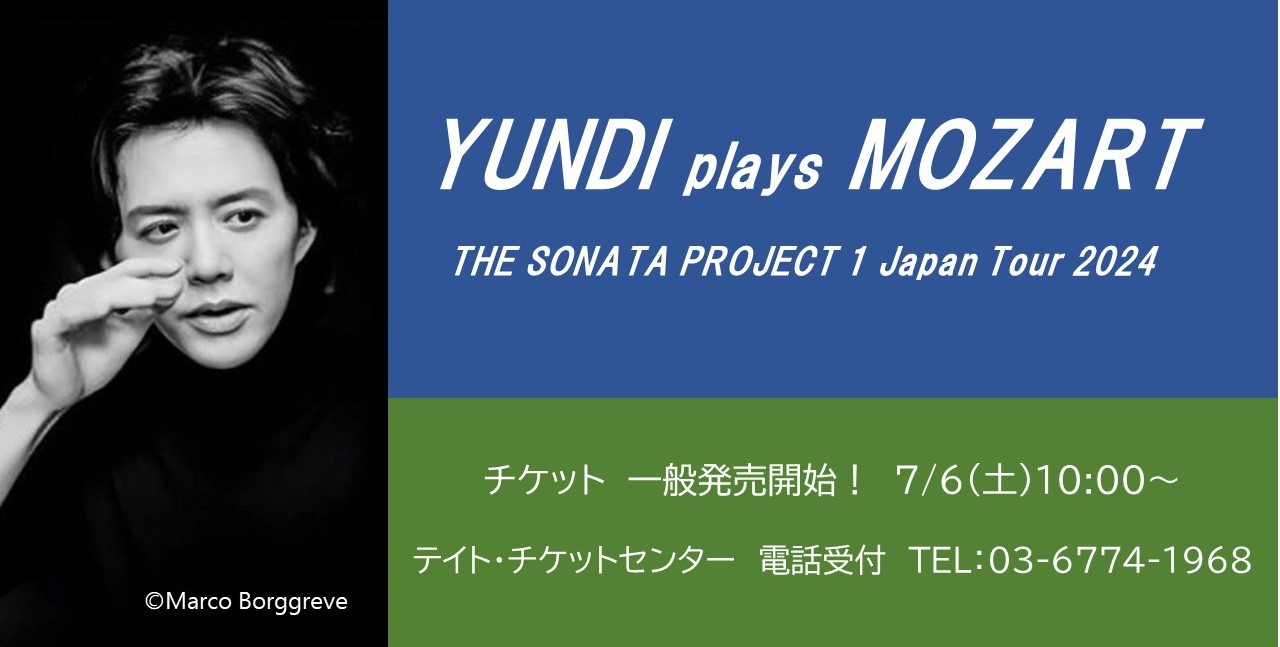 YUNDI plays MOZART
THE SONATA PROJECT 1 Japan Tour 2024
チケット 一般発売開始！ 7/6(土)10:00～
テイト・チケットセンター 電話受付 TEL:03-6774-1968
©Marco Borggreve